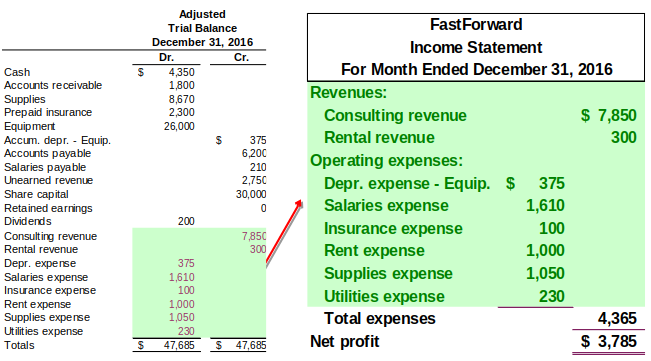 Adjusted
Trial Balance
December 31, 2016
Dr. Cr.
Cash $ 4,350
Accounts receivable 1,800
Supplies 8,670
Prepaid insurance 2,300
Equipment 26,000
Accum. depr. - Equip. $ 375
Accounts payable 6,200
Salaries payable 210
Unearned revenue 2,750
Share capital 30,000
Retained earnings 0
Dividends 200
Consulting revenue 7,850
Rental revenue 300
Depr. expense 375
Salaries expense 1,610
Insurance expense 100
Rent expense 1,000
Supplies expense 1,050
Utilities expense 230
Totals $ 47,685 $ 47,685
FastForward
Income Statement
For Month Ended December 31, 2016
Revenues:
Consulting revenue $ 7,850
Rental revenue 300
Operating expenses:
Depr. expense - Equip. $ 375
Salaries expense 1,610
Insurance expense 100
Rent expense 1,000
Supplies expense 1,050
Utilities expense 230
Total expenses 4,365
Net profit $ 3,785